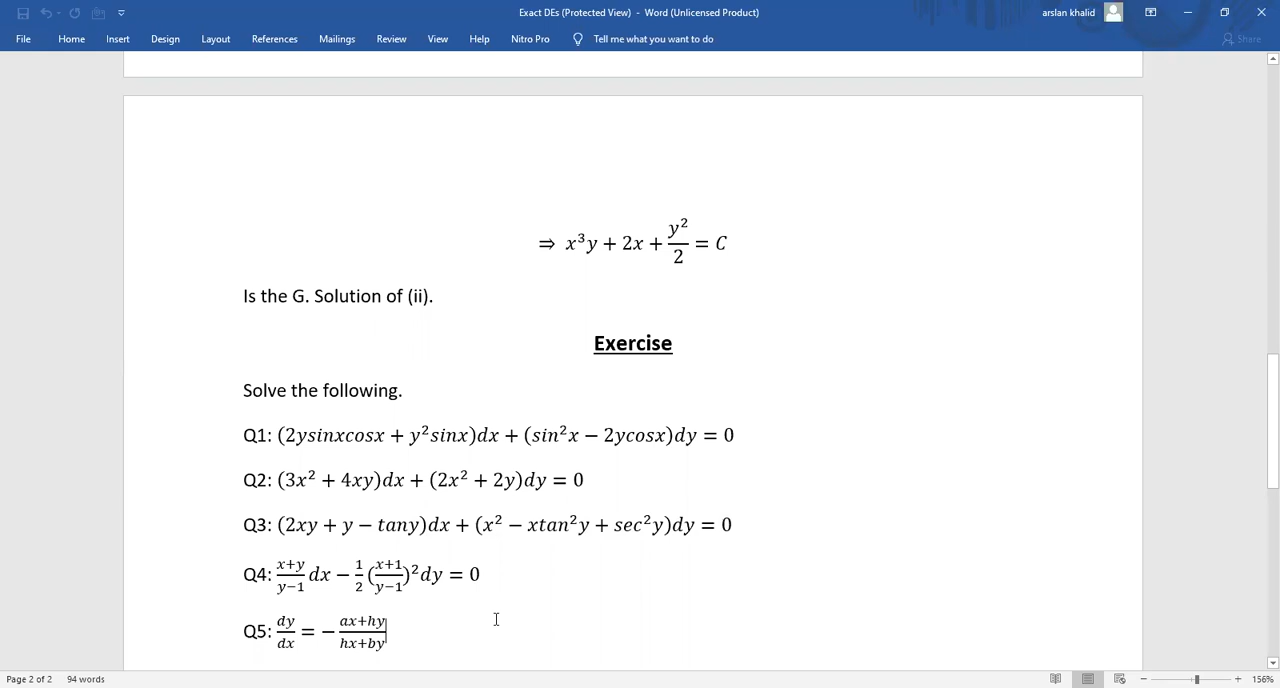 Exact DEs (Protected View) - Word (Unlicensed Product)
arslan khalid
File Home Insert Design Layout References Mailings Review View Help Nitro Pro Tell me what you want to do Share
⇒ x³y + 2x + y²/2 = C
Is the G. Solution of (ii).
Exercise
Solve the following.
Q1: (2ysinxcosx + y²sinx)dx + (sin²x − 2ycosx)dy = 0
Q2: (3x² + 4xy)dx + (2x² + 2y)dy = 0
Q3: (2xy + y − tany)dx + (x² − xtan²y + sec²y)dy = 0
Q4: x+y/y−1 dx − 1/2 (x+1/y−1)² dy = 0
Q5: dy/dx = − ax+hy/hx+by
Page 2 of 2 94 words 156%